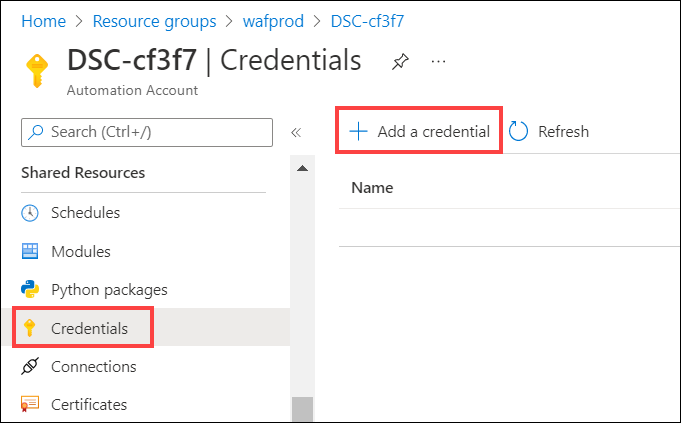 Home > Resource groups > wafprod > DSC-cf3f7
DSC-cf3f7 | Credentials ...
Automation Account
Search (Ctrl+/) «
+ Add a credential Refresh
Shared Resources
Name
Schedules
Modules
Python packages
Credentials
Connections
Certificates